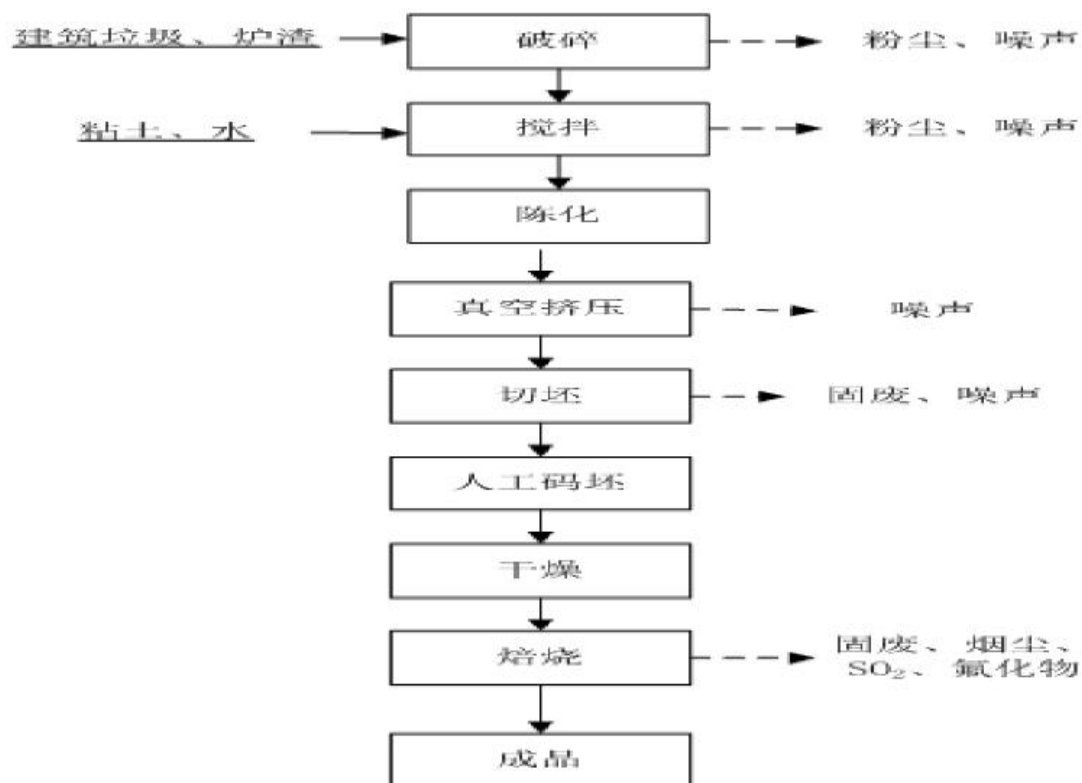 建筑垃圾、炉渣
破碎
粉尘、噪声
粘土、水
搅拌
粉尘、噪声
陈化
真空挤压
噪声
切坯
固废、噪声
人工码坯
干燥
焙烧
固废、烟尘、
SO₂、氟化物
成品